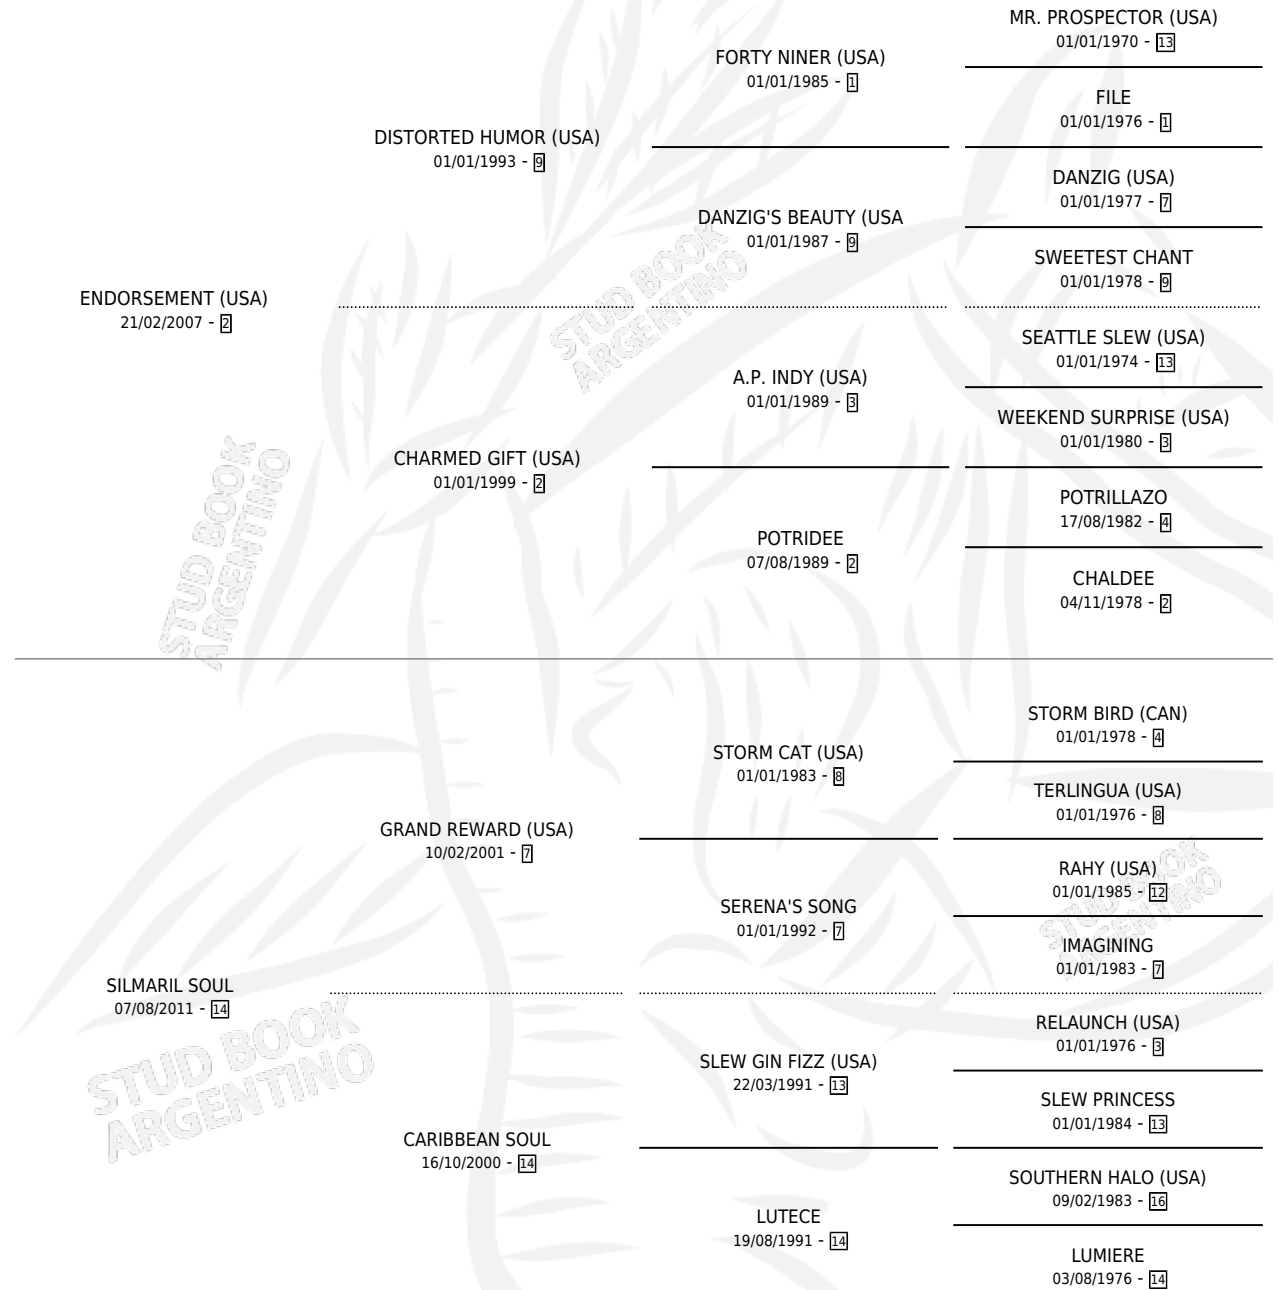 MR. PROSPECTOR (USA)
01/01/1970 - 13
FORTY NINER (USA)
01/01/1985 - 1
FILE
01/01/1976 - 1
DISTORTED HUMOR (USA)
01/01/1993 - 9
DANZIG (USA)
01/01/1977 - 7
DANZIG'S BEAUTY (USA
01/01/1987 - 9
SWEETEST CHANT
01/01/1978 - 9
ENDORSEMENT (USA)
21/02/2007 - 2
SEATTLE SLEW (USA)
01/01/1974 - 13
A.P. INDY (USA)
01/01/1989 - 3
WEEKEND SURPRISE (USA)
01/01/1980 - 3
CHARMED GIFT (USA)
01/01/1999 - 2
POTRILLAZO
17/08/1982 - 4
POTRIDEE
07/08/1989 - 2
CHALDEE
04/11/1978 - 2
STORM BIRD (CAN)
01/01/1978 - 4
STORM CAT (USA)
01/01/1983 - 8
TERLINGUA (USA)
01/01/1976 - 8
GRAND REWARD (USA)
10/02/2001 - 7
RAHY (USA)
01/01/1985 - 12
SERENA'S SONG
01/01/1992 - 7
IMAGINING
01/01/1983 - 7
SILMARIL SOUL
07/08/2011 - 14
RELAUNCH (USA)
01/01/1976 - 3
SLEW GIN FIZZ (USA)
22/03/1991 - 13
SLEW PRINCESS
01/01/1984 - 13
CARIBBEAN SOUL
16/10/2000 - 14
SOUTHERN HALO (USA)
09/02/1983 - 16
LUTECE
19/08/1991 - 14
LUMIERE
03/08/1976 - 14
STUD BOOK
ARGENTINO
STUD BOOK
ARGENTINO
STUD BOOK
ARGENTINO
STUD BOOK
ARGENTINO